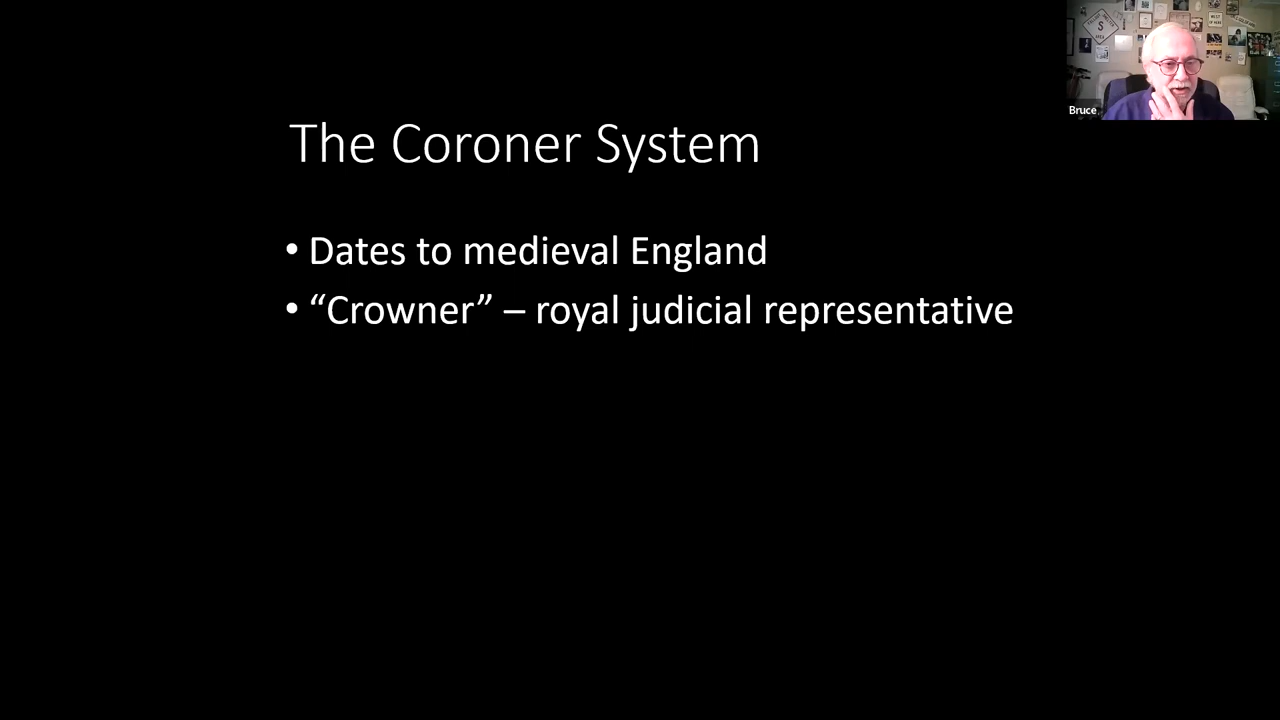 The Coroner System
• Dates to medieval England
• “Crowner” – royal judicial representative
Bruce